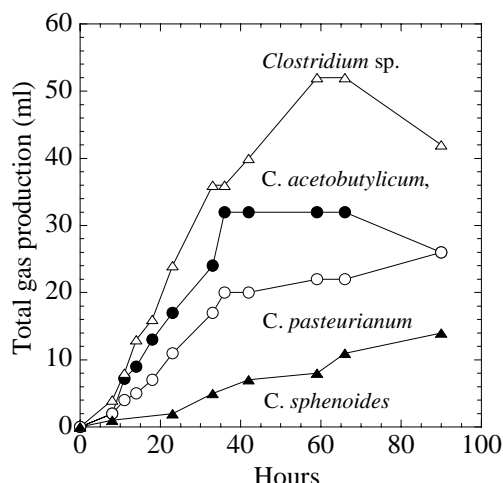 60
50
40
30
20
10
0
Total gas production (ml)
Clostridium sp.
C. acetobutylicum,
C. pasteurianum
C. sphenoides
0 20 40 60 80 100
Hours